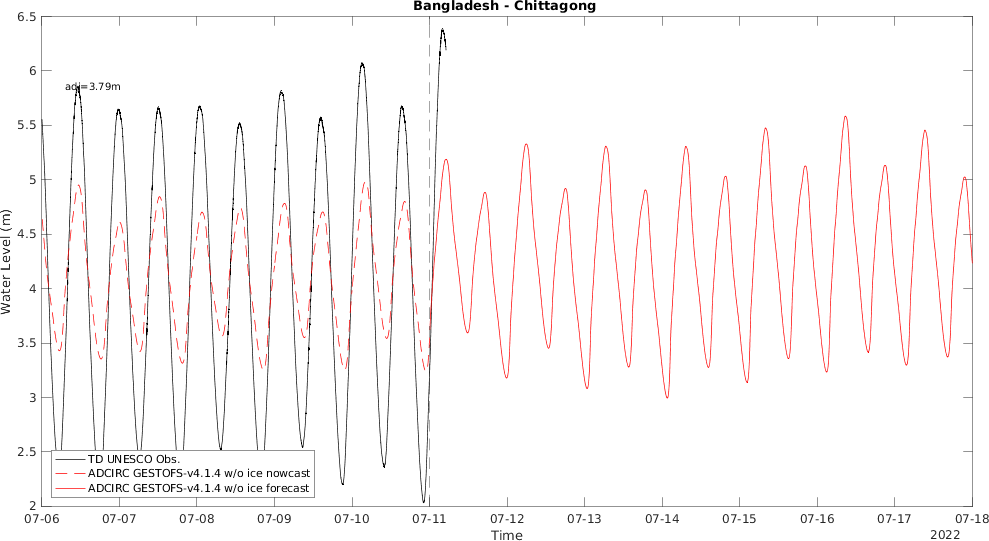 Bangladesh - Chittagong
6.5
6
5.5
5
4.5
4
3.5
3
2.5
2
Water Level (m)
adj=3.79m
TD UNESCO Obs.
ADCIRC GESTOFS-v4.1.4 w/o ice nowcast
ADCIRC GESTOFS-v4.1.4 w/o ice forecast
07-06 07-07 07-08 07-09 07-10 07-11 07-12 07-13 07-14 07-15 07-16 07-17 07-18
Time
2022